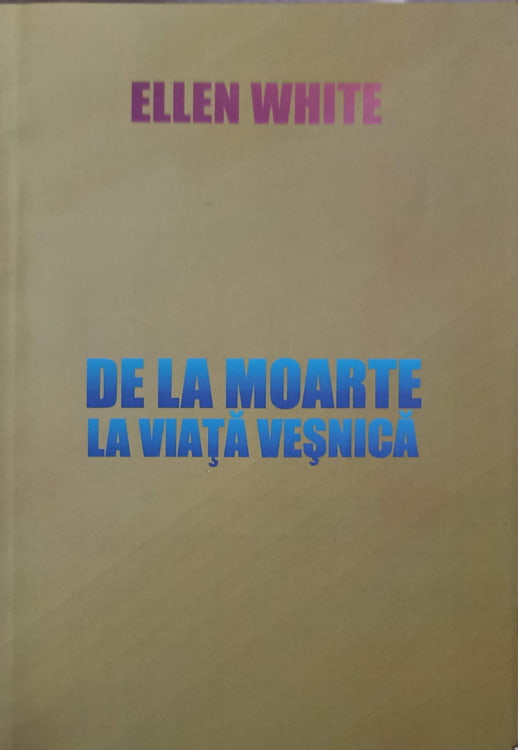 ELLEN WHITE
DE LA MOARTE
LA VIAŢĂ VEŞNICĂ